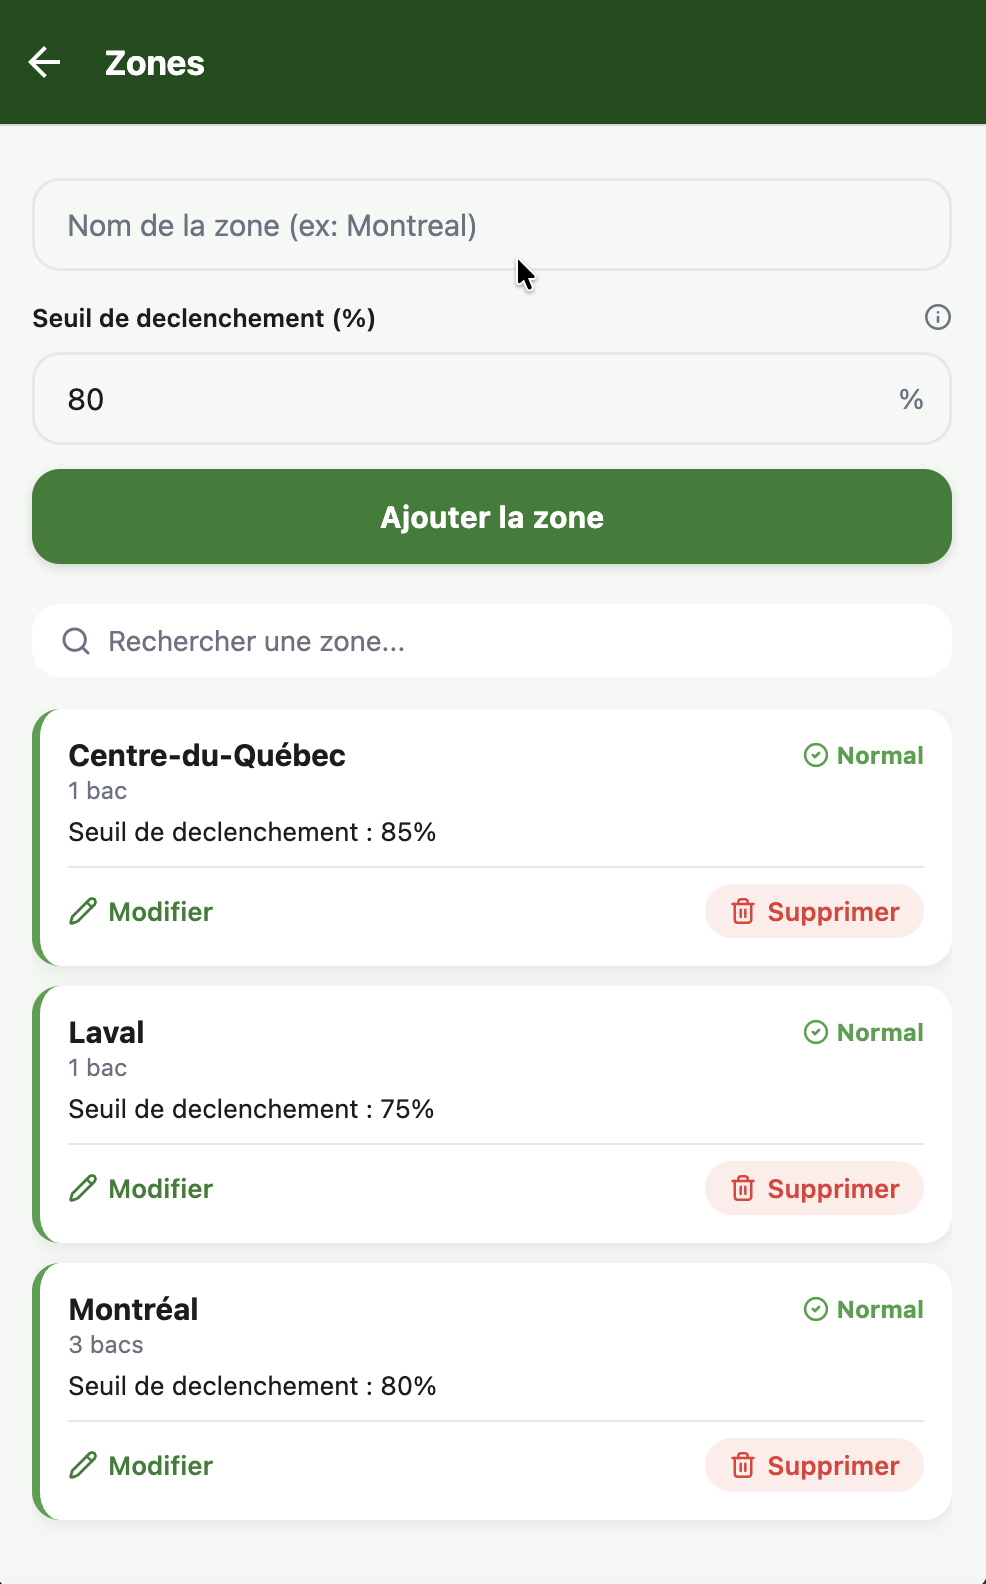 Zones
Nom de la zone (ex: Montreal)
Seuil de declenchement (%)
80 %
Ajouter la zone
Rechercher une zone...
Centre-du-Québec Normal
1 bac
Seuil de declenchement : 85%
Modifier Supprimer
Laval Normal
1 bac
Seuil de declenchement : 75%
Modifier Supprimer
Montréal Normal
3 bacs
Seuil de declenchement : 80%
Modifier Supprimer